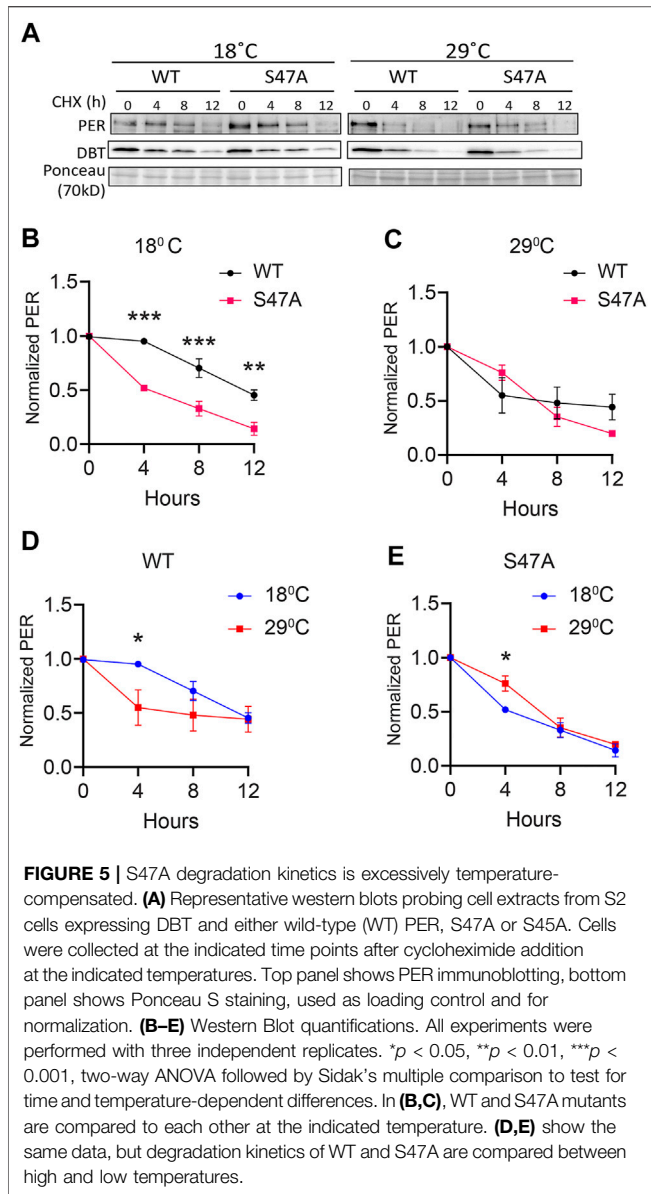 A
18˚C 29˚C
WT S47A WT S47A
CHX (h) 0 4 8 12 0 4 8 12 0 4 8 12 0 4 8 12
PER
DBT
Ponceau
(70kD)
B
18⁰ C
WT
S47A
Normalized PER
1.5
1.0
0.5
0.0
*** *** **
0 4 8 12
Hours
C
29⁰C
WT
S47A
Normalized PER
1.5
1.0
0.5
0.0
0 4 8 12
Hours
D
WT
18⁰C
29⁰C
Normalized PER
1.5
1.0
0.5
0.0
*
0 4 8 12
Hours
E
S47A
18⁰C
29⁰C
Normalized PER
1.5
1.0
0.5
0.0
*
0 4 8 12
Hours
FIGURE 5 | S47A degradation kinetics is excessively temperature-
compensated. (A) Representative western blots probing cell extracts from S2
cells expressing DBT and either wild-type (WT) PER, S47A or S45A. Cells
were collected at the indicated time points after cycloheximide addition
at the indicated temperatures. Top panel shows PER immunoblotting, bottom
panel shows Ponceau S staining, used as loading control and for
normalization. (B–E) Western Blot quantifications. All experiments were
performed with three independent replicates. *p < 0.05, **p < 0.01, ***p <
0.001, two-way ANOVA followed by Sidak's multiple comparison to test for
time and temperature-dependent differences. In (B,C), WT and S47A mutants
are compared to each other at the indicated temperature. (D,E) show the
same data, but degradation kinetics of WT and S47A are compared between
high and low temperatures.